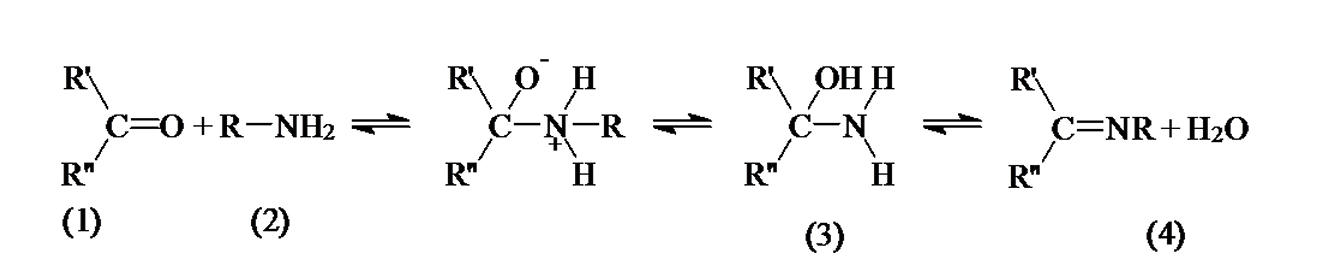 R' O⁻ H R' OH H R'
C=O + R—NH₂ ⇌ C—N—R ⇌ C—N ⇌ C=NR + H₂O
R'' R'' + H R'' H R''
(1) (2) (3) (4)